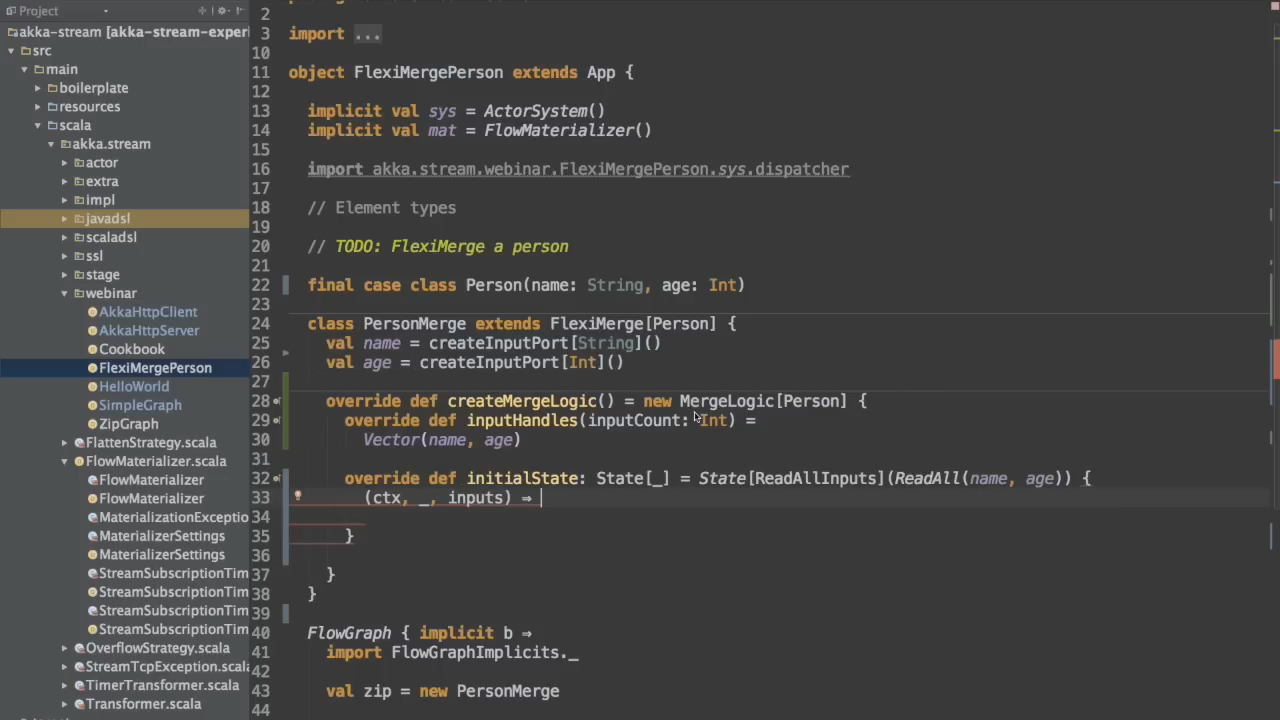 Project
akka-stream [akka-stream-exper
src
main
boilerplate
resources
scala
akka.stream
actor
extra
impl
javadsl
scaladsl
ssl
stage
webinar
AkkaHttpClient
AkkaHttpServer
Cookbook
FlexiMergePerson
HelloWorld
SimpleGraph
ZipGraph
FlattenStrategy.scala
FlowMaterializer.scala
FlowMaterializer
FlowMaterializer
MaterializationExceptio
MaterializerSettings
MaterializerSettings
StreamSubscriptionTim
StreamSubscriptionTim
StreamSubscriptionTim
StreamSubscriptionTim
OverflowStrategy.scala
StreamTcpException.scala
TimerTransformer.scala
Transformer.scala
2
3 import ...
10
11 object FlexiMergePerson extends App {
12
13 implicit val sys = ActorSystem()
14 implicit val mat = FlowMaterializer()
15
16 import akka.stream.webinar.FlexiMergePerson.sys.dispatcher
17
18 // Element types
19
20 // TODO: FlexiMerge a person
21
22 final case class Person(name: String, age: Int)
23
24 class PersonMerge extends FlexiMerge[Person] {
25 val name = createInputPort[String]()
26 val age = createInputPort[Int]()
27
28 override def createMergeLogic() = new MergeLogic[Person] {
29 override def inputHandles(inputCount: Int) =
30 Vector(name, age)
31
32 override def initialState: State[_] = State[ReadAllInputs](ReadAll(name, age)) {
33 (ctx, _, inputs) ⇒
34
35 }
36
37 }
38 }
39
40 FlowGraph { implicit b ⇒
41 import FlowGraphImplicits._
42
43 val zip = new PersonMerge
44